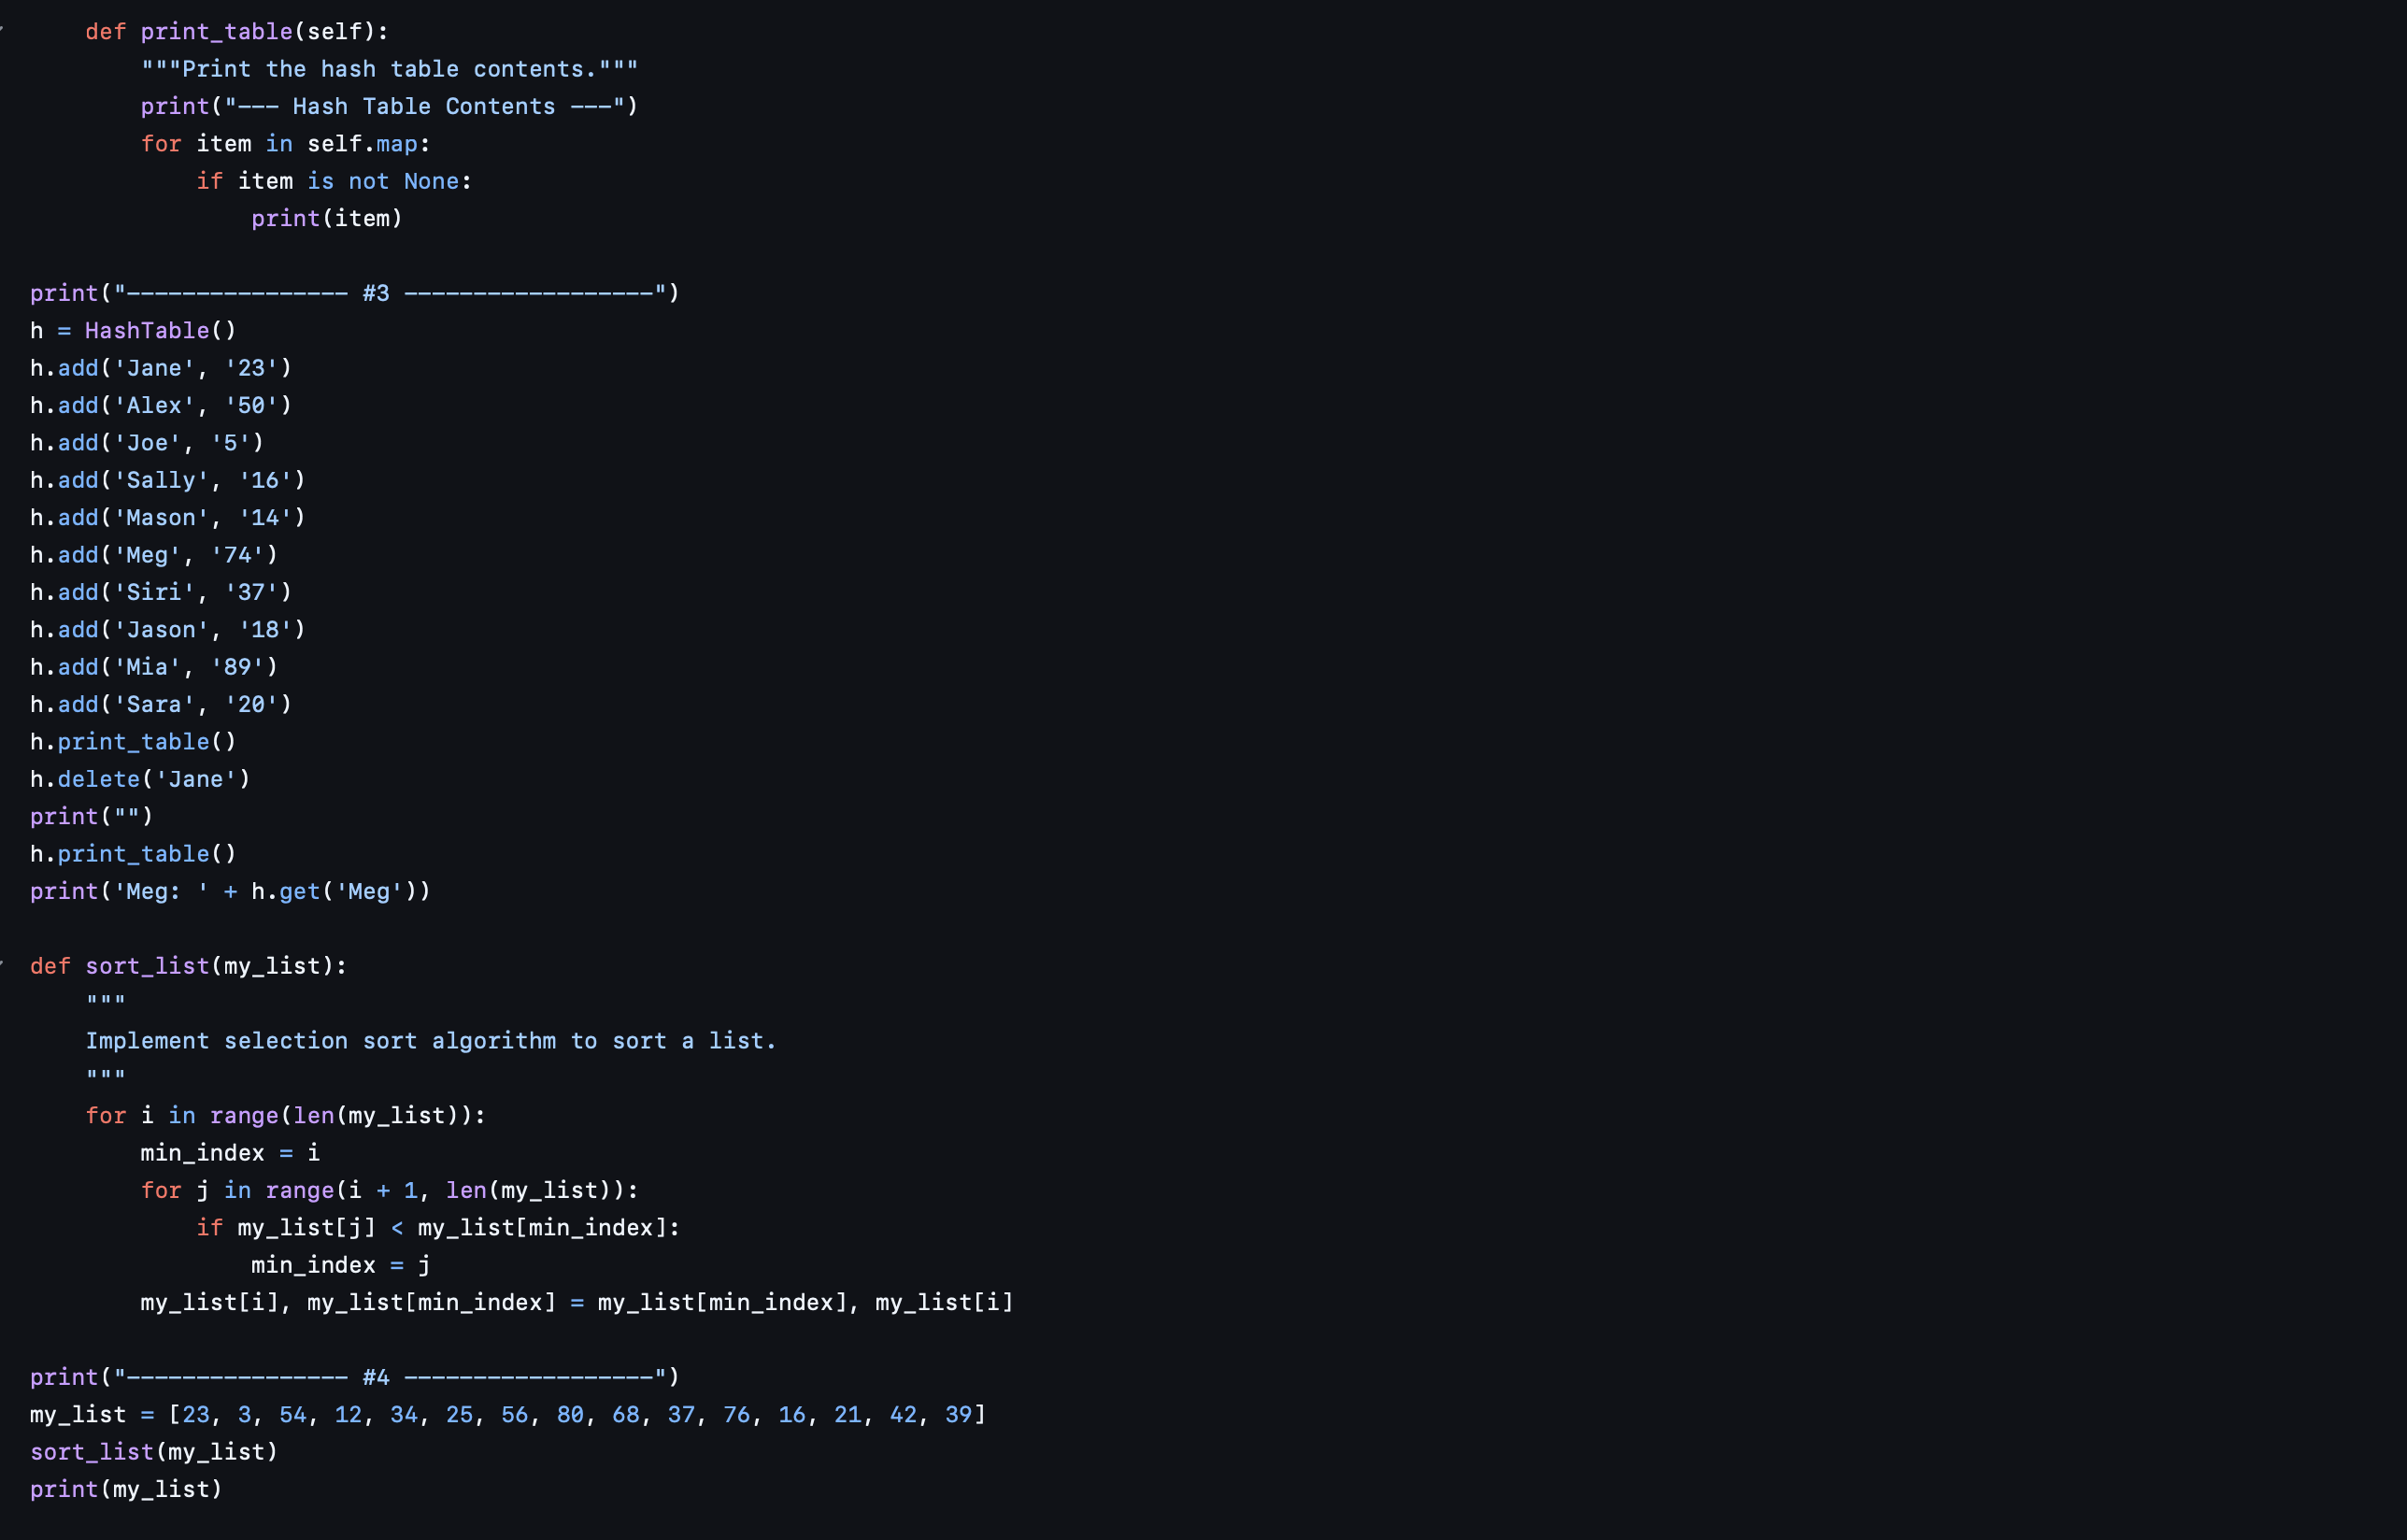 def print_table(self):
        """Print the hash table contents."""
        print("--- Hash Table Contents ---")
        for item in self.map:
            if item is not None:
                print(item)

print("---------------- #3 ------------------")
h = HashTable()
h.add('Jane', '23')
h.add('Alex', '50')
h.add('Joe', '5')
h.add('Sally', '16')
h.add('Mason', '14')
h.add('Meg', '74')
h.add('Siri', '37')
h.add('Jason', '18')
h.add('Mia', '89')
h.add('Sara', '20')
h.print_table()
h.delete('Jane')
print("")
h.print_table()
print('Meg: ' + h.get('Meg'))

def sort_list(my_list):
    """
    Implement selection sort algorithm to sort a list.
    """
    for i in range(len(my_list)):
        min_index = i
        for j in range(i + 1, len(my_list)):
            if my_list[j] < my_list[min_index]:
                min_index = j
        my_list[i], my_list[min_index] = my_list[min_index], my_list[i]

print("---------------- #4 ------------------")
my_list = [23, 3, 54, 12, 34, 25, 56, 80, 68, 37, 76, 16, 21, 42, 39]
sort_list(my_list)
print(my_list)